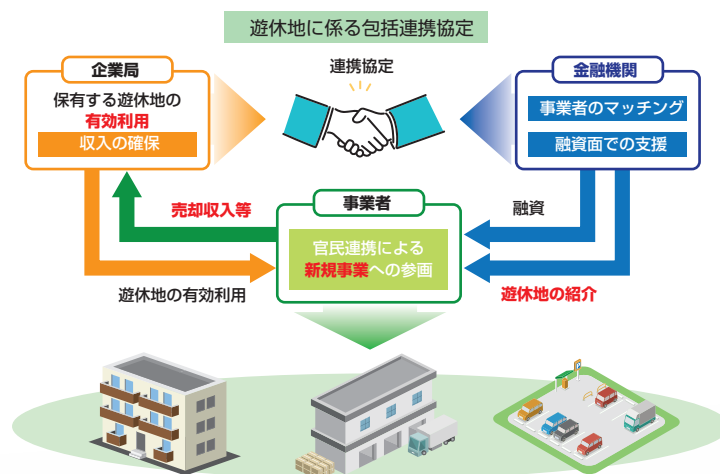 遊休地に係る包括連携協定
企業局
保有する遊休地の
有効利用
収入の確保
連携協定
金融機関
事業者のマッチング
融資面での支援
売却収入等
事業者
官民連携による
新規事業への参画
融資
遊休地の有効利用
遊休地の紹介